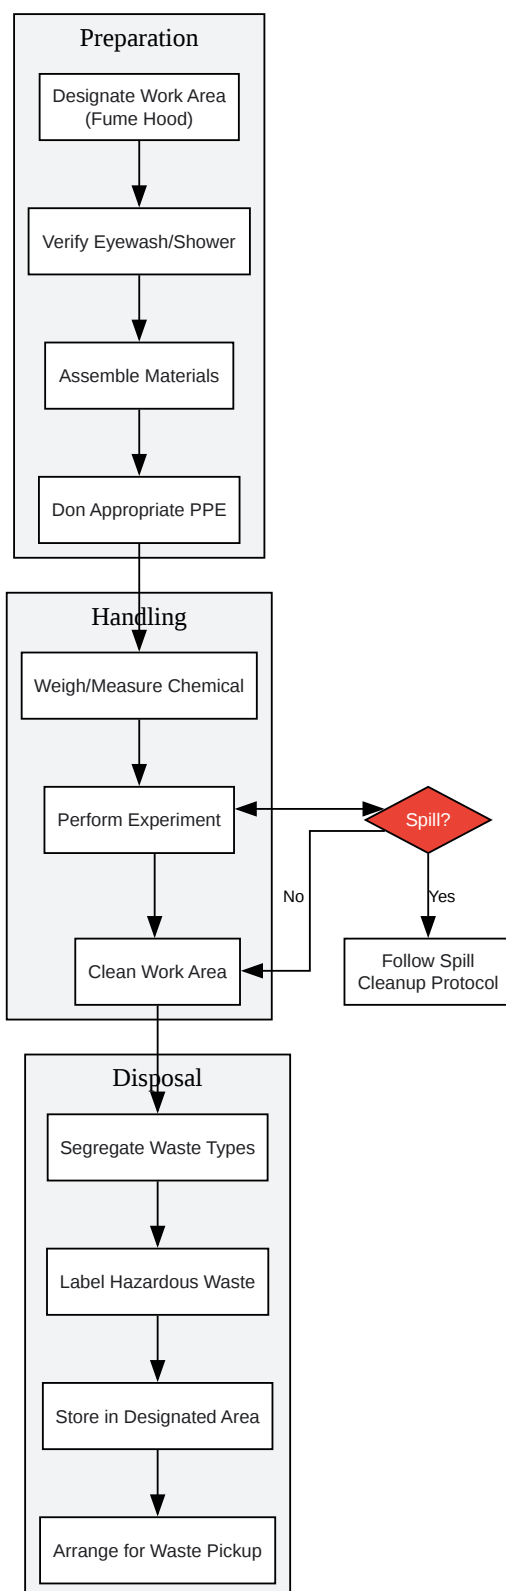 Preparation
Designate Work Area
(Fume Hood)
Verify Eyewash/Shower
Assemble Materials
Don Appropriate PPE
Handling
Weigh/Measure Chemical
Perform Experiment
Spill?
No
Yes
Clean Work Area
Follow Spill
Cleanup Protocol
Disposal
Segregate Waste Types
Label Hazardous Waste
Store in Designated Area
Arrange for Waste Pickup